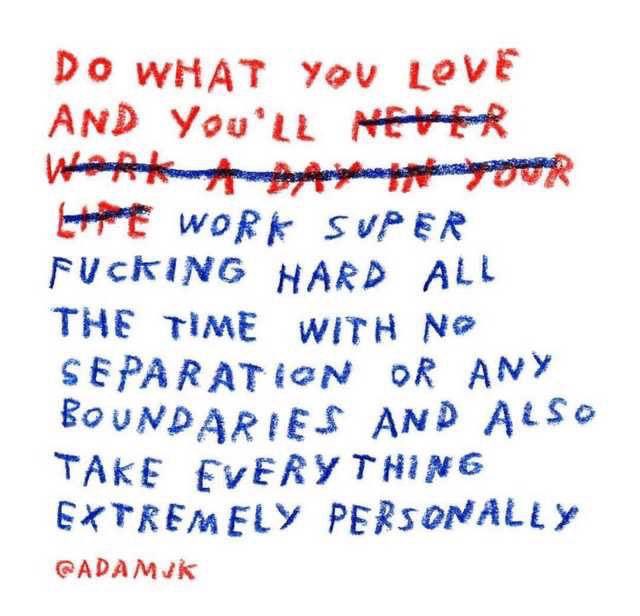 DO WHAT YOU LOVE
AND YOU'LL NEVER
WORK A DAY IN YOUR
LIFE WORK SUPER
FUCKING HARD ALL
THE TIME WITH NO
SEPARATION OR ANY
BOUNDARIES AND ALSO
TAKE EVERYTHING
EXTREMELY PERSONALLY
@ADAMJK